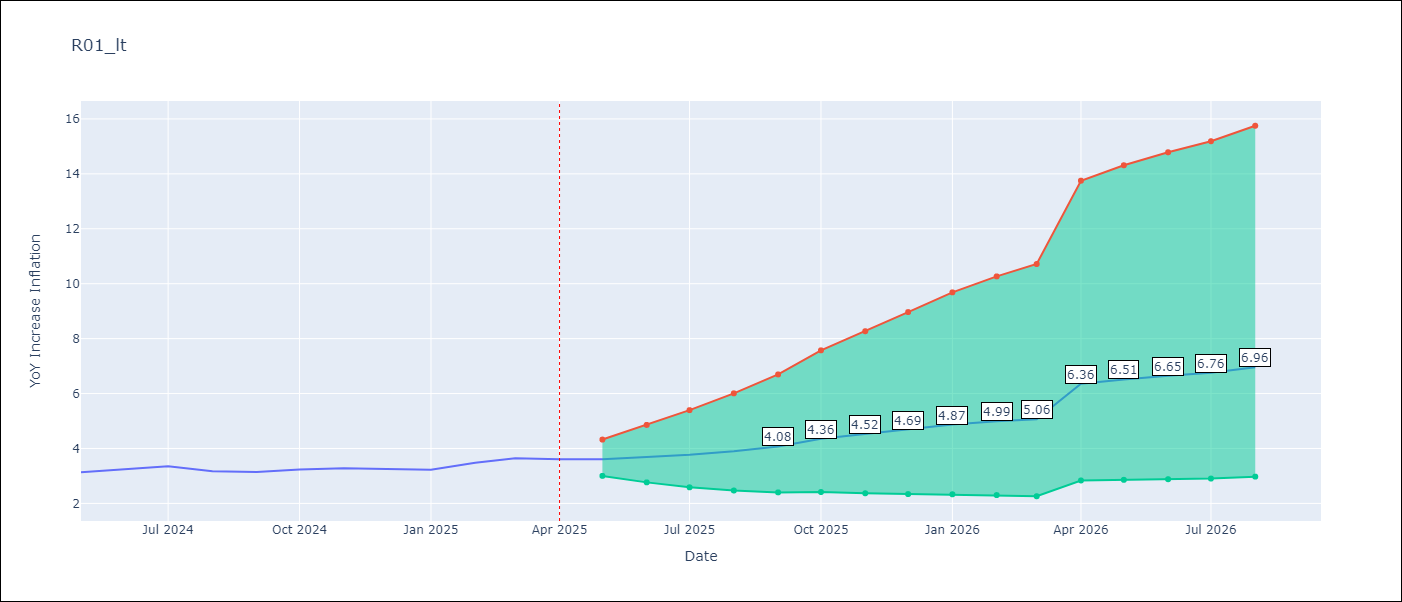 R01_lt
YoY Increase Inflation
16
14
12
10
8
6
4
2
4.08
4.36
4.52
4.69
4.87
4.99
5.06
6.36
6.51
6.65
6.76
6.96
Jul 2024
Oct 2024
Jan 2025
Apr 2025
Jul 2025
Oct 2025
Jan 2026
Apr 2026
Jul 2026
Date